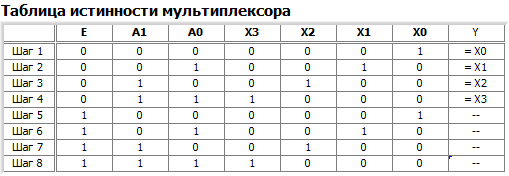 Таблица истинности мультиплексора
E A1 A0 X3 X2 X1 X0 Y
Шаг 1 0 0 0 0 0 0 1 = X0
Шаг 2 0 0 1 0 0 1 0 = X1
Шаг 3 0 1 0 0 1 0 0 = X2
Шаг 4 0 1 1 1 0 0 0 = X3
Шаг 5 1 0 0 0 0 0 1 --
Шаг 6 1 0 1 0 0 1 0 --
Шаг 7 1 1 0 0 1 0 0 --
Шаг 8 1 1 1 1 0 0 0 --